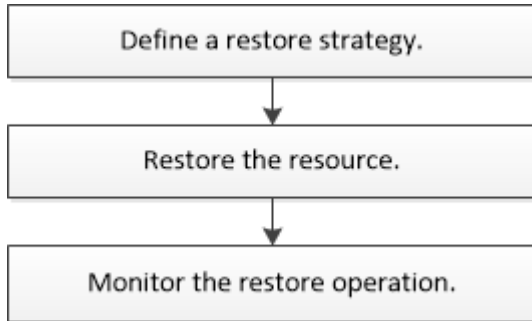 Define a restore strategy.
Restore the resource.
Monitor the restore operation.